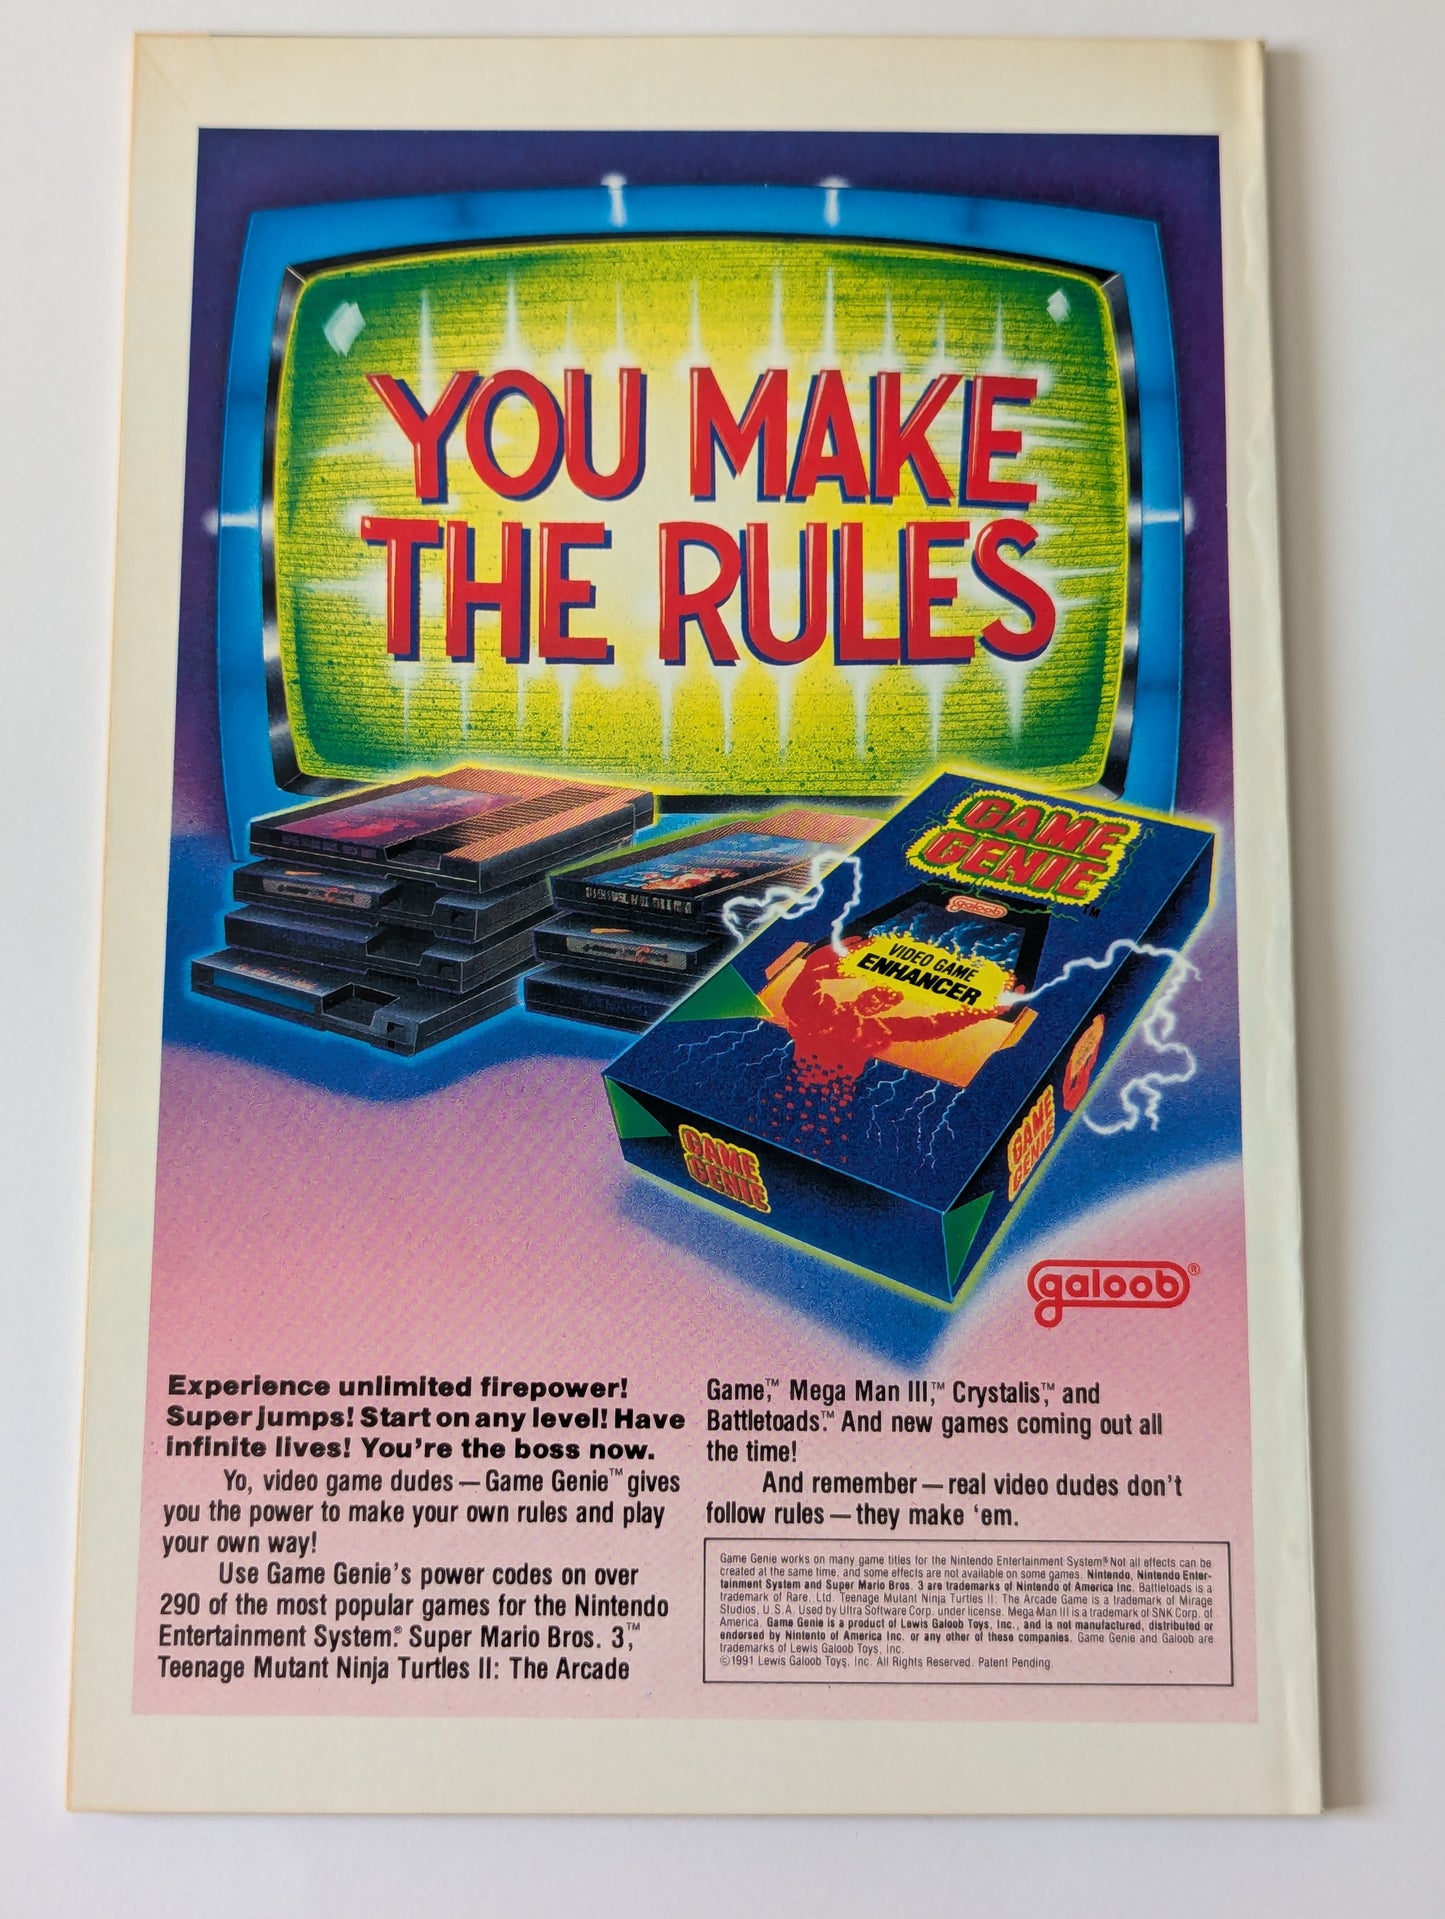 YOU MAKE
THE RULES
GAME
GENIE™
galoob
VIDEO GAME
ENHANCER
GAME
GENIE
GAME
GENIE
galoob®
Experience unlimited firepower!
Super jumps! Start on any level! Have
infinite lives! You're the boss now.
Yo, video game dudes — Game Genie™ gives
you the power to make your own rules and play
your own way!
Use Game Genie's power codes on over
290 of the most popular games for the Nintendo
Entertainment System.® Super Mario Bros. 3,™
Teenage Mutant Ninja Turtles II: The Arcade
Game,™ Mega Man III,™ Crystalis,™ and
Battletoads.™ And new games coming out all
the time!
And remember — real video dudes don't
follow rules — they make 'em.
Game Genie works on many game titles for the Nintendo Entertainment System® Not all effects can be
created at the same time, and some effects are not available on some games. Nintendo, Nintendo Enter-
tainment System and Super Mario Bros. 3 are trademarks of Nintendo of America Inc. Battletoads is a
trademark of Rare, Ltd. Teenage Mutant Ninja Turtles II: The Arcade Game is a trademark of Mirage
Studios, U.S.A. Used by Ultra Software Corp. under license. Mega Man III is a trademark of SNK Corp. of
America. Game Genie is a product of Lewis Galoob Toys, Inc., and is not manufactured, distributed or
endorsed by Nintento of America Inc. or any other of these companies. Game Genie and Galoob are
trademarks of Lewis Galoob Toys, Inc.
©1991 Lewis Galoob Toys, Inc. All Rights Reserved. Patent Pending.